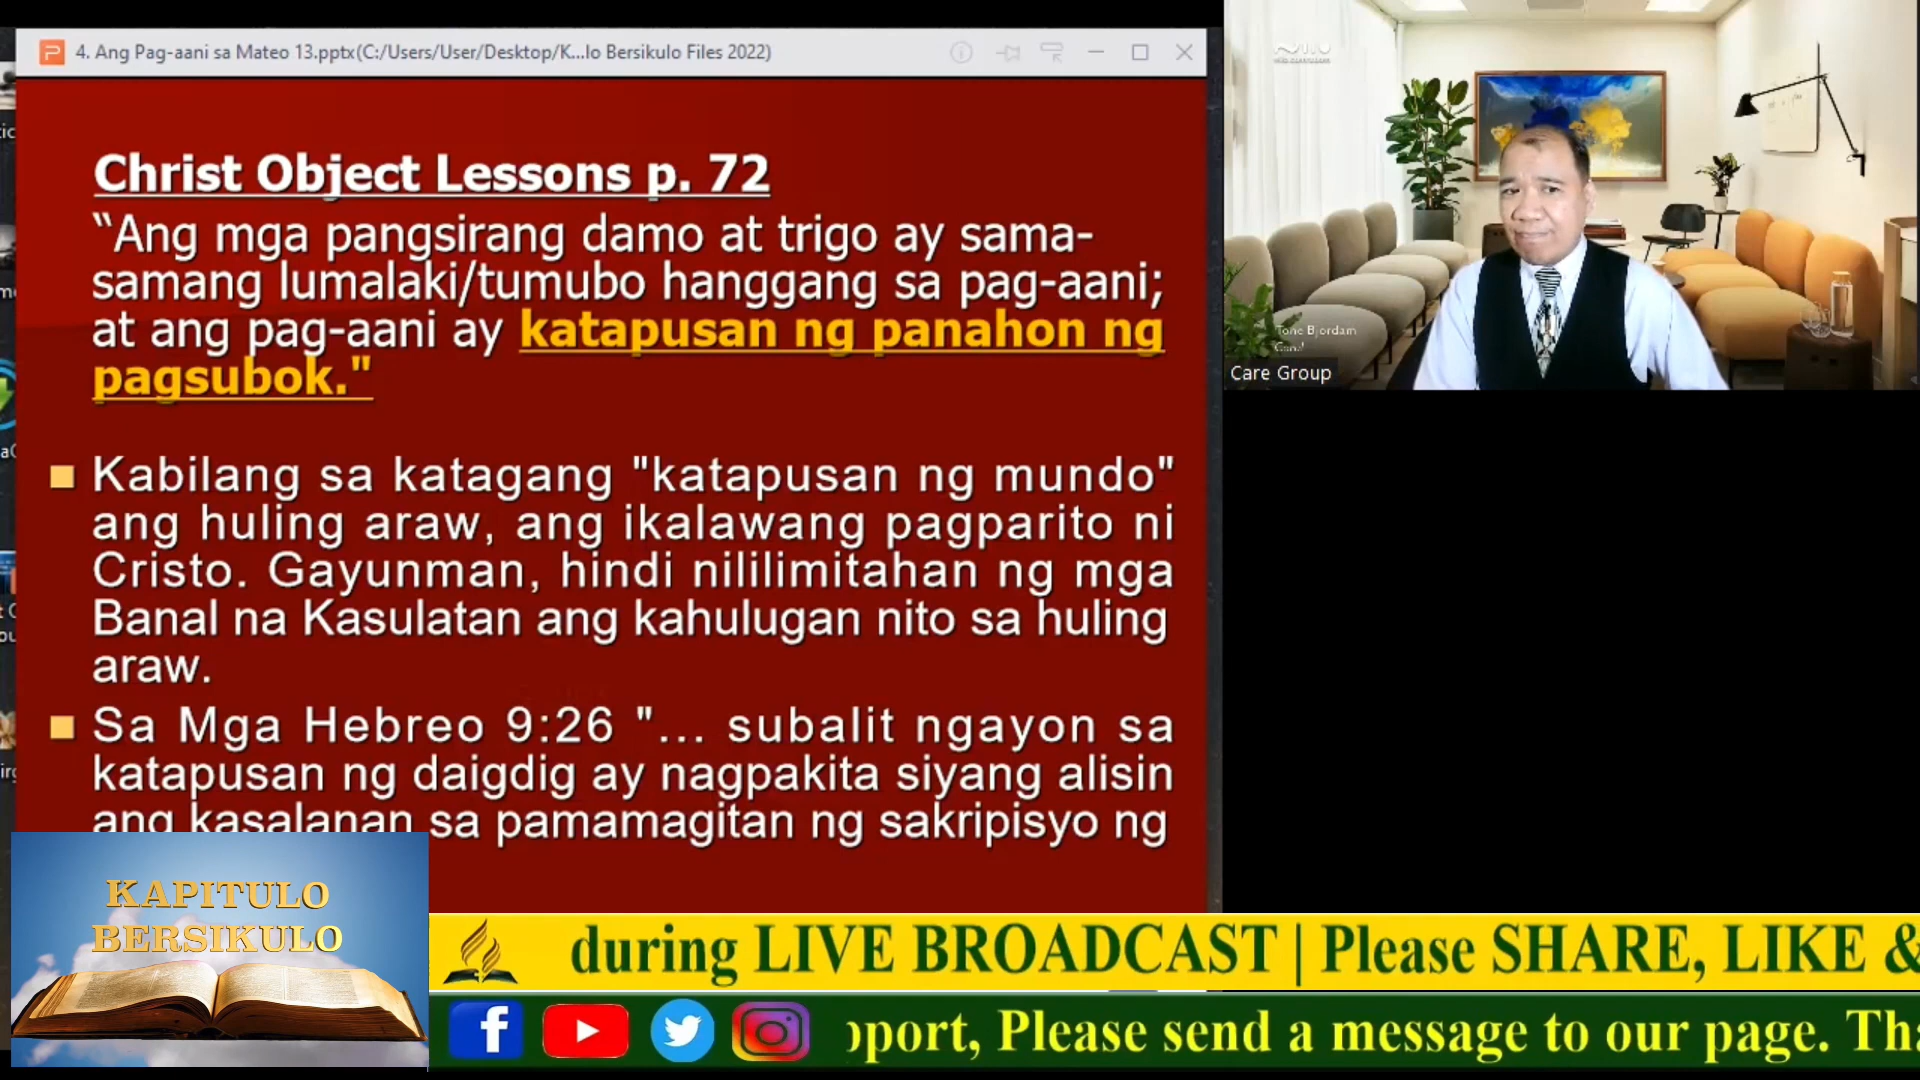 4. Ang Pag-aani sa Mateo 13.pptx(C:/Users/User/Desktop/K...lo Bersikulo Files 2022)
Christ Object Lessons p. 72
“Ang mga pangsirang damo at trigo ay sama-
samang lumalaki/tumubo hanggang sa pag-aani;
at ang pag-aani ay katapusan ng panahon ng
pagsubok."
Kabilang sa katagang "katapusan ng mundo"
ang huling araw, ang ikalawang pagparito ni
Cristo. Gayunman, hindi nililimitahan ng mga
Banal na Kasulatan ang kahulugan nito sa huling
araw.
Sa Mga Hebreo 9:26 "... subalit ngayon sa
katapusan ng daigdig ay nagpakita siyang alisin
ang kasalanan sa pamamagitan ng sakripisyo ng
Tone Bjordam
Care Group
KAPITULO
BERSIKULO
during LIVE BROADCAST | Please SHARE, LIKE &
pport, Please send a message to our page. Tha